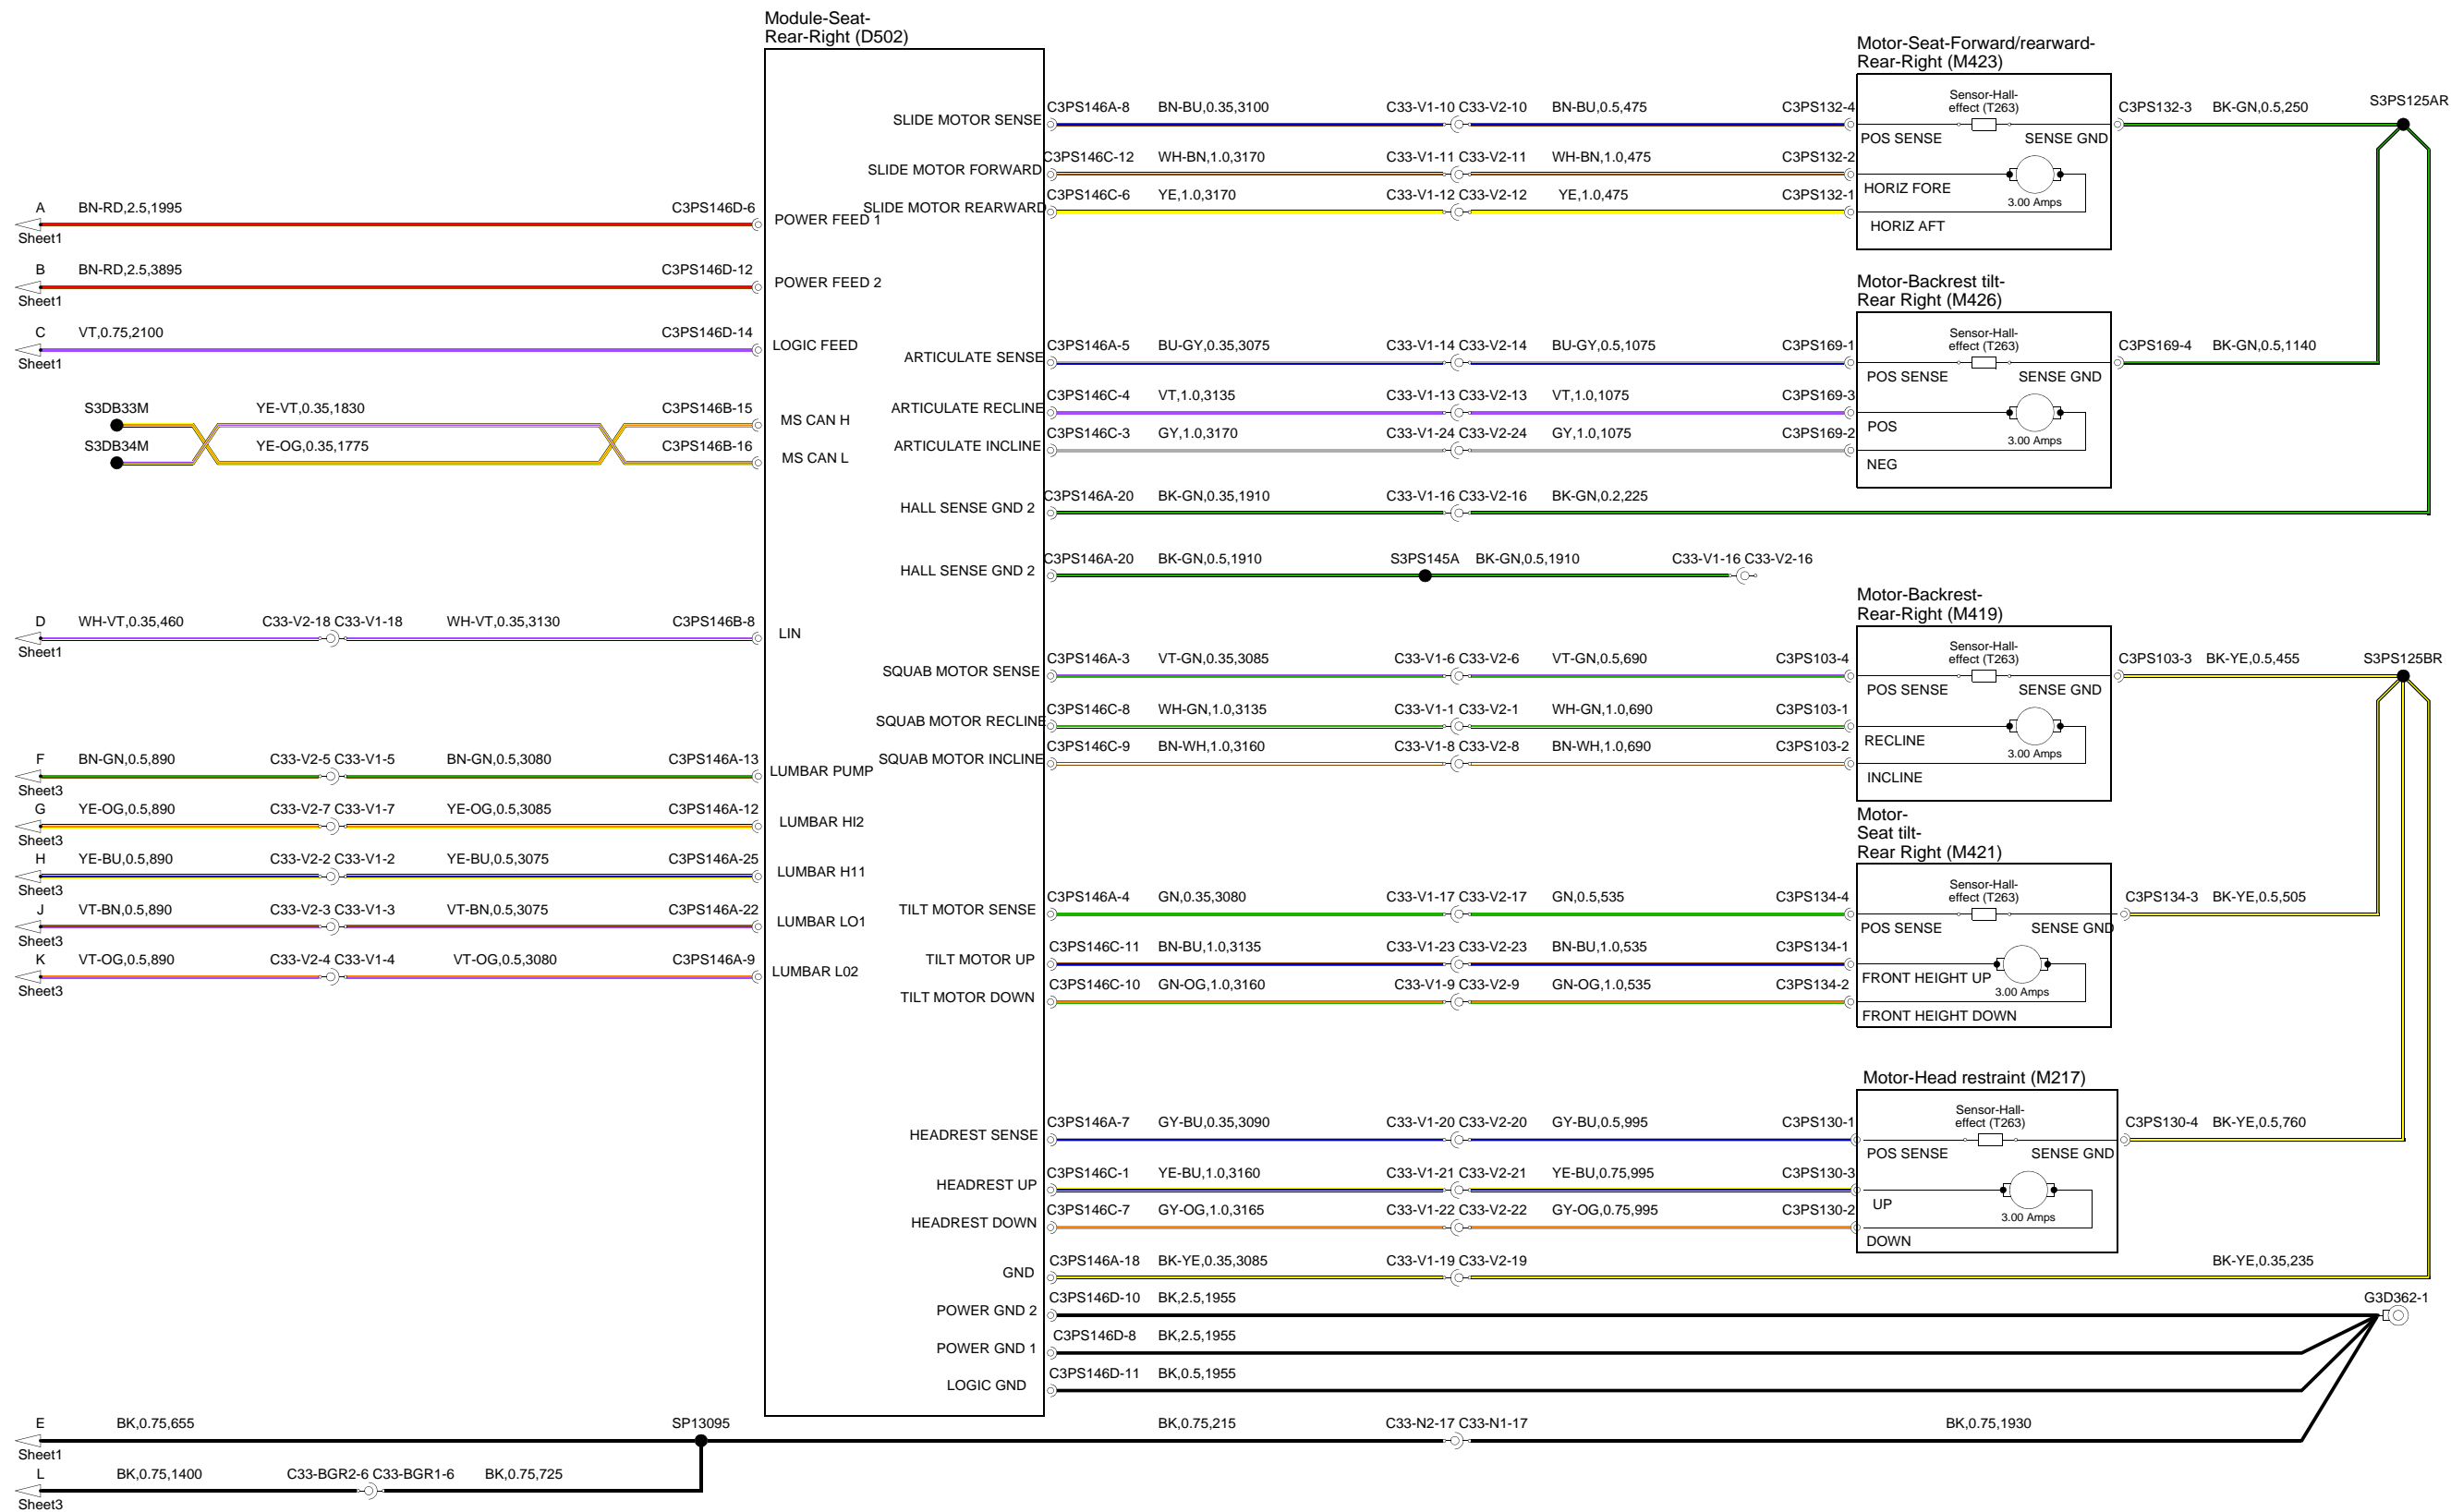 Module-Seat-
Rear-Right (D502)
Motor-Seat-Forward/rearward-
Rear-Right (M423)
C3PS146A-8 BN-BU,0.35,3100 C33-V1-10 C33-V2-10 BN-BU,0.5,475 C3PS132-4
Sensor-Hall-
effect (T263)
C3PS132-3 BK-GN,0.5,250 S3PS125AR
SLIDE MOTOR SENSE
POS SENSE SENSE GND
C3PS146C-12 WH-BN,1.0,3170 C33-V1-11 C33-V2-11 WH-BN,1.0,475 C3PS132-2
SLIDE MOTOR FORWARD
HORIZ FORE
C3PS146C-6 YE,1.0,3170 C33-V1-12 C33-V2-12 YE,1.0,475 C3PS132-1
3.00 Amps
SLIDE MOTOR REARWARD
HORIZ AFT
A BN-RD,2.5,1995 C3PS146D-6
POWER FEED 1
Sheet1
B BN-RD,2.5,3895 C3PS146D-12
POWER FEED 2
Sheet1
Motor-Backrest tilt-
Rear Right (M426)
C VT,0.75,2100 C3PS146D-14
LOGIC FEED
Sheet1
C3PS146A-5 BU-GY,0.35,3075 C33-V1-14 C33-V2-14 BU-GY,0.5,1075 C3PS169-1
Sensor-Hall-
effect (T263)
C3PS169-4 BK-GN,0.5,1140
ARTICULATE SENSE
POS SENSE SENSE GND
C3PS146C-4 VT,1.0,3135 C33-V1-13 C33-V2-13 VT,1.0,1075 C3PS169-3
ARTICULATE RECLINE
POS
S3DB33M YE-VT,0.35,1830 C3PS146B-15
MS CAN H
C3PS146C-3 GY,1.0,3170 C33-V1-24 C33-V2-24 GY,1.0,1075 C3PS169-2
3.00 Amps
ARTICULATE INCLINE
NEG
S3DB34M YE-OG,0.35,1775 C3PS146B-16
MS CAN L
C3PS146A-20 BK-GN,0.35,1910 C33-V1-16 C33-V2-16 BK-GN,0.2,225
HALL SENSE GND 2
C3PS146A-20 BK-GN,0.5,1910 S3PS145A BK-GN,0.5,1910 C33-V1-16 C33-V2-16
HALL SENSE GND 2
Motor-Backrest-
Rear-Right (M419)
D WH-VT,0.35,460 C33-V2-18 C33-V1-18 WH-VT,0.35,3130 C3PS146B-8
LIN
Sheet1
C3PS146A-3 VT-GN,0.35,3085 C33-V1-6 C33-V2-6 VT-GN,0.5,690 C3PS103-4
Sensor-Hall-
effect (T263)
C3PS103-3 BK-YE,0.5,455 S3PS125BR
SQUAB MOTOR SENSE
POS SENSE SENSE GND
C3PS146C-8 WH-GN,1.0,3135 C33-V1-1 C33-V2-1 WH-GN,1.0,690 C3PS103-1
SQUAB MOTOR RECLINE
RECLINE
C3PS146C-9 BN-WH,1.0,3160 C33-V1-8 C33-V2-8 BN-WH,1.0,690 C3PS103-2
3.00 Amps
SQUAB MOTOR INCLINE
INCLINE
F BN-GN,0.5,890 C33-V2-5 C33-V1-5 BN-GN,0.5,3080 C3PS146A-13
LUMBAR PUMP
Sheet3
G YE-OG,0.5,890 C33-V2-7 C33-V1-7 YE-OG,0.5,3085 C3PS146A-12
LUMBAR HI2
Sheet3
Motor-
Seat tilt-
Rear Right (M421)
H YE-BU,0.5,890 C33-V2-2 C33-V1-2 YE-BU,0.5,3075 C3PS146A-25
LUMBAR H11
Sheet3
J VT-BN,0.5,890 C33-V2-3 C33-V1-3 VT-BN,0.5,3075 C3PS146A-22
LUMBAR LO1
Sheet3
K VT-OG,0.5,890 C33-V2-4 C33-V1-4 VT-OG,0.5,3080 C3PS146A-9
LUMBAR L02
Sheet3
C3PS146A-4 GN,0.35,3080 C33-V1-17 C33-V2-17 GN,0.5,535 C3PS134-4
Sensor-Hall-
effect (T263)
C3PS134-3 BK-YE,0.5,505
TILT MOTOR SENSE
POS SENSE SENSE GND
C3PS146C-11 BN-BU,1.0,3135 C33-V1-23 C33-V2-23 BN-BU,1.0,535 C3PS134-1
TILT MOTOR UP
FRONT HEIGHT UP
C3PS146C-10 GN-OG,1.0,3160 C33-V1-9 C33-V2-9 GN-OG,1.0,535 C3PS134-2
3.00 Amps
TILT MOTOR DOWN
FRONT HEIGHT DOWN
Motor-Head restraint (M217)
C3PS146A-7 GY-BU,0.35,3090 C33-V1-20 C33-V2-20 GY-BU,0.5,995 C3PS130-1
Sensor-Hall-
effect (T263)
C3PS130-4 BK-YE,0.5,760
HEADREST SENSE
POS SENSE SENSE GND
C3PS146C-1 YE-BU,1.0,3160 C33-V1-21 C33-V2-21 YE-BU,0.75,995 C3PS130-3
HEADREST UP
UP
C3PS146C-7 GY-OG,1.0,3165 C33-V1-22 C33-V2-22 GY-OG,0.75,995 C3PS130-2
3.00 Amps
HEADREST DOWN
DOWN
C3PS146A-18 BK-YE,0.35,3085 C33-V1-19 C33-V2-19 BK-YE,0.35,235
GND
C3PS146D-10 BK,2.5,1955 G3D362-1
POWER GND 2
C3PS146D-8 BK,2.5,1955
POWER GND 1
C3PS146D-11 BK,0.5,1955
LOGIC GND
E BK,0.75,655 SP13095 BK,0.75,215 C33-N2-17 C33-N1-17 BK,0.75,1930
Sheet1
L BK,0.75,1400 C33-BGR2-6 C33-BGR1-6 BK,0.75,725
Sheet3